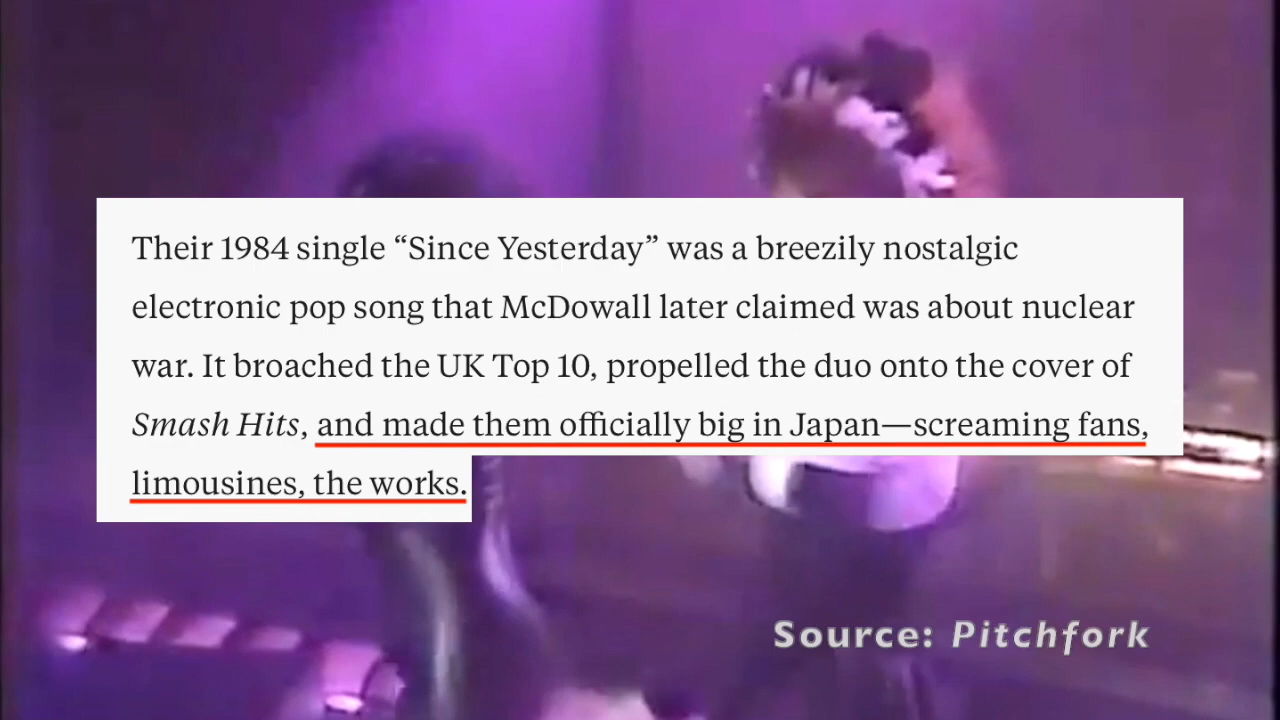 Their 1984 single “Since Yesterday” was a breezily nostalgic
electronic pop song that McDowall later claimed was about nuclear
war. It broached the UK Top 10, propelled the duo onto the cover of
Smash Hits, and made them officially big in Japan—screaming fans,
limousines, the works.
Source: Pitchfork